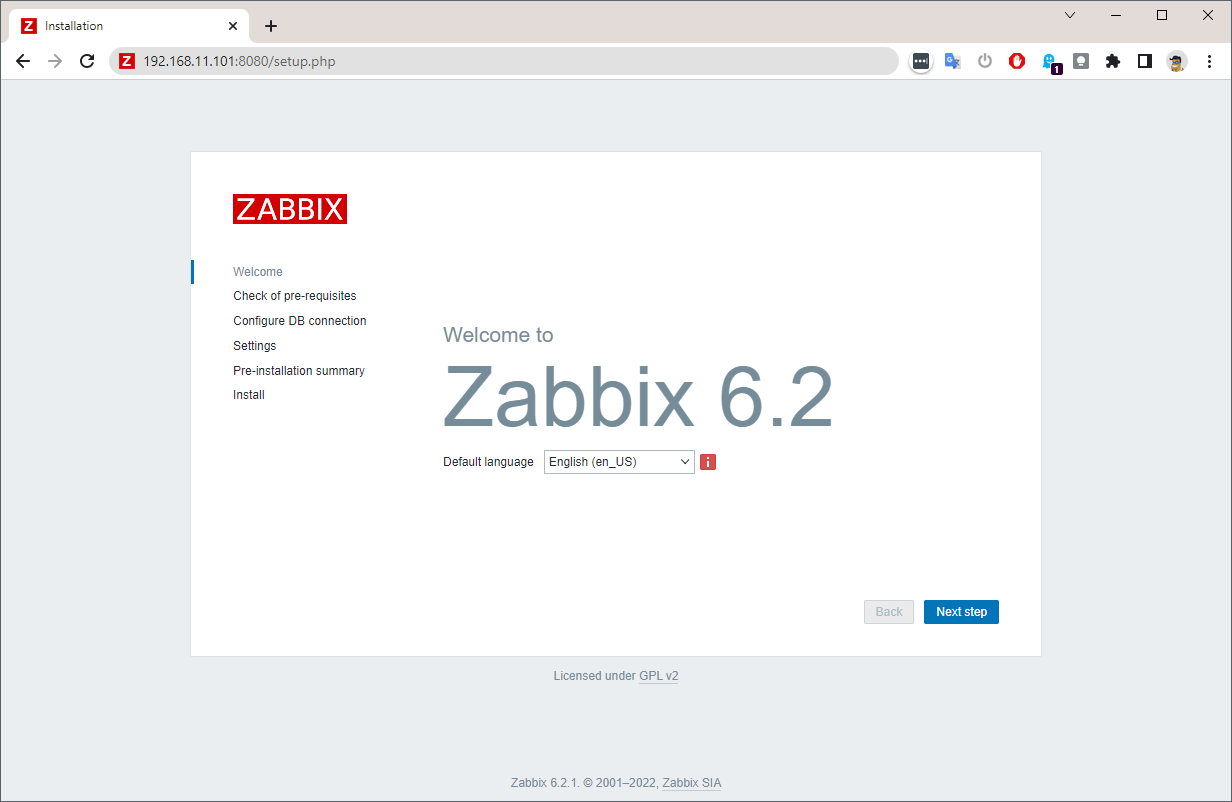 Z Installation
Z 192.168.11.101:8080/setup.php
1
ZABBIX
Welcome
Check of pre-requisites
Configure DB connection
Settings
Pre-installation summary
Install
Welcome to
Zabbix 6.2
Default language English (en_US) i
Back Next step
Licensed under GPL v2
Zabbix 6.2.1. © 2001–2022, Zabbix SIA